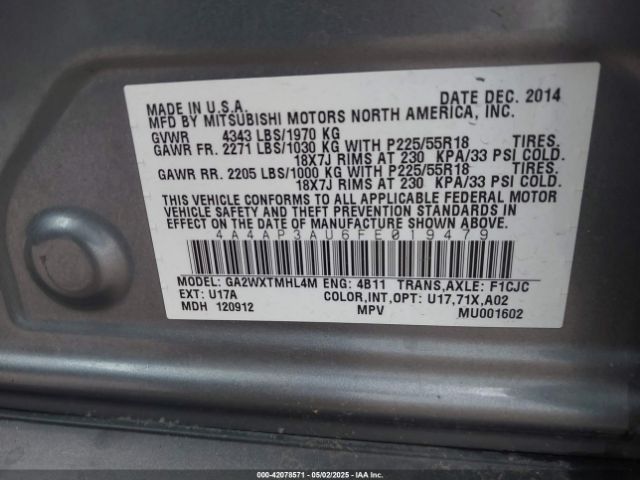 MADE IN U.S.A. DATE DEC. 2014
MFD BY MITSUBISHI MOTORS NORTH AMERICA, INC.
GVWR 4343 LBS/1970 KG
GAWR FR. 2271 LBS/1030 KG WITH P225/55R18 TIRES.
18X7J RIMS AT 230 KPA/33 PSI COLD.
GAWR RR. 2205 LBS/1000 KG WITH P225/55R18 TIRES.
18X7J RIMS AT 230 KPA/33 PSI COLD.
THIS VEHICLE CONFORMS TO ALL APPLICABLE FEDERAL MOTOR
VEHICLE SAFETY AND THEFT PREVENTION STANDARDS IN
EFFECT ON THE DATE OF MANUFACTURE SHOWN ABOVE.
4A4AP3AU6FE019479
MODEL: GA2WXTMHL4M ENG: 4B11 TRANS,AXLE: F1CJC
EXT: U17A COLOR,INT,OPT: U17,71X,A02
MDH 120912 MPV MU001602
000-42078571 - 05/02/2025 - IAA Inc.